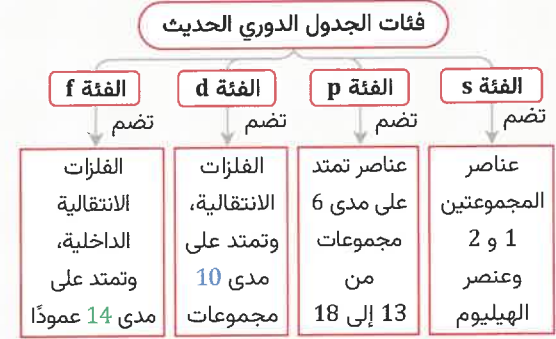 فئات الجدول الدوري الحديث
الفئة s
تضم
عناصر
المجموعتين
1 و 2
وعنصر
الهيليوم
الفئة p
تضم
عناصر تمتد
على مدى 6
مجموعات
من
13 إلى 18
الفئة d
تضم
الفلزات
الانتقالية،
وتمتد على
مدى 10
مجموعات
الفئة f
تضم
الفلزات
الانتقالية
الداخلية،
وتمتد على
مدى 14 عمودًا